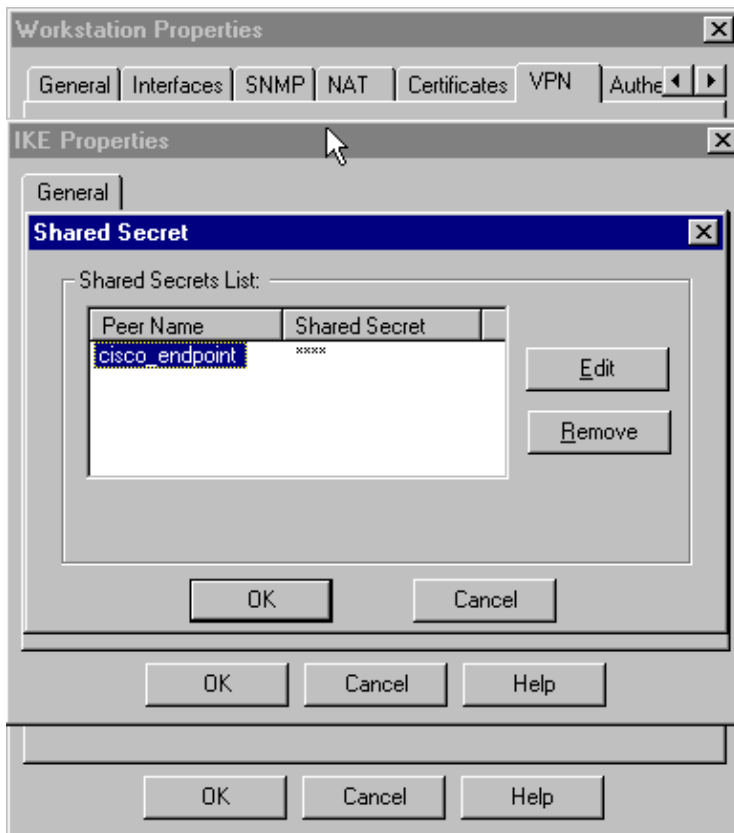 Workstation Properties
General Interfaces SNMP NAT Certificates VPN Authe
IKE Properties
General
Shared Secret
Shared Secrets List:
Peer Name Shared Secret
cisco_endpoint ****
Edit
Remove
OK Cancel
OK Cancel Help
OK Cancel Help